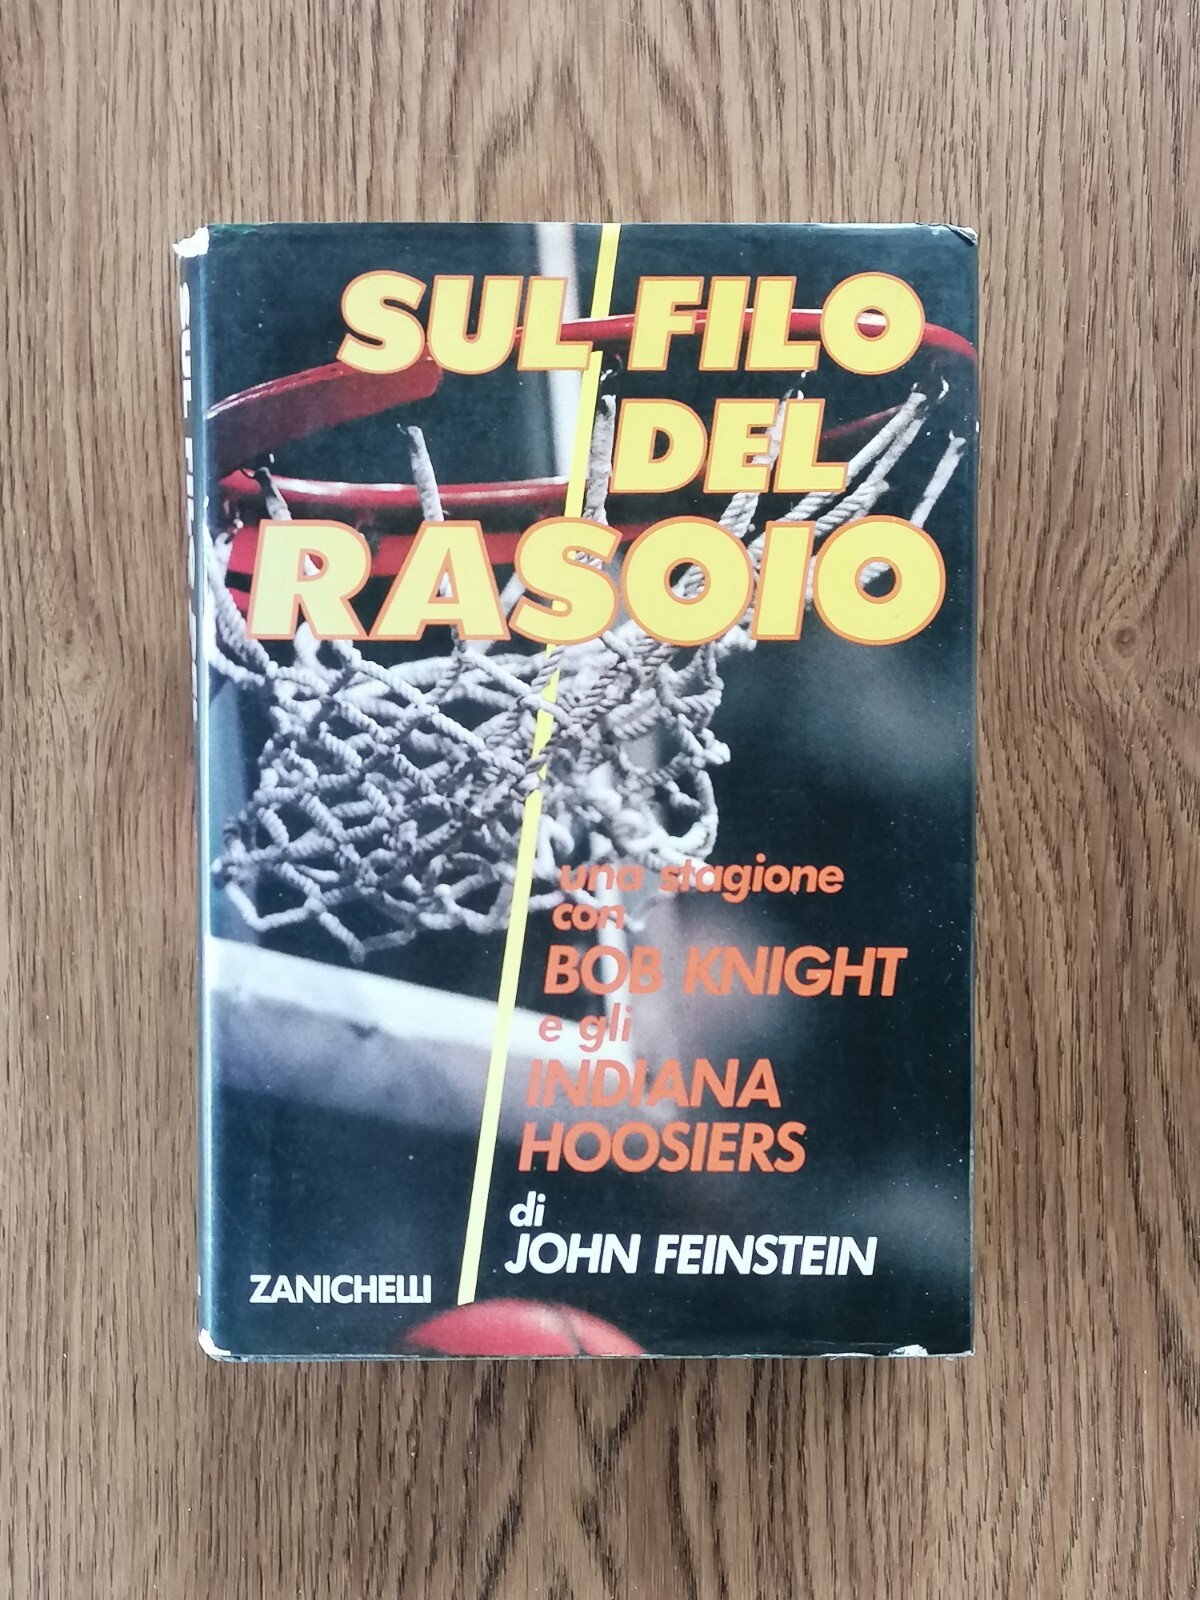 SUL FILO
DEL
RASOIO
una stagione
con
BOB KNIGHT
e gli
INDIANA
HOOSIERS
di
JOHN FEINSTEIN
ZANICHELLI